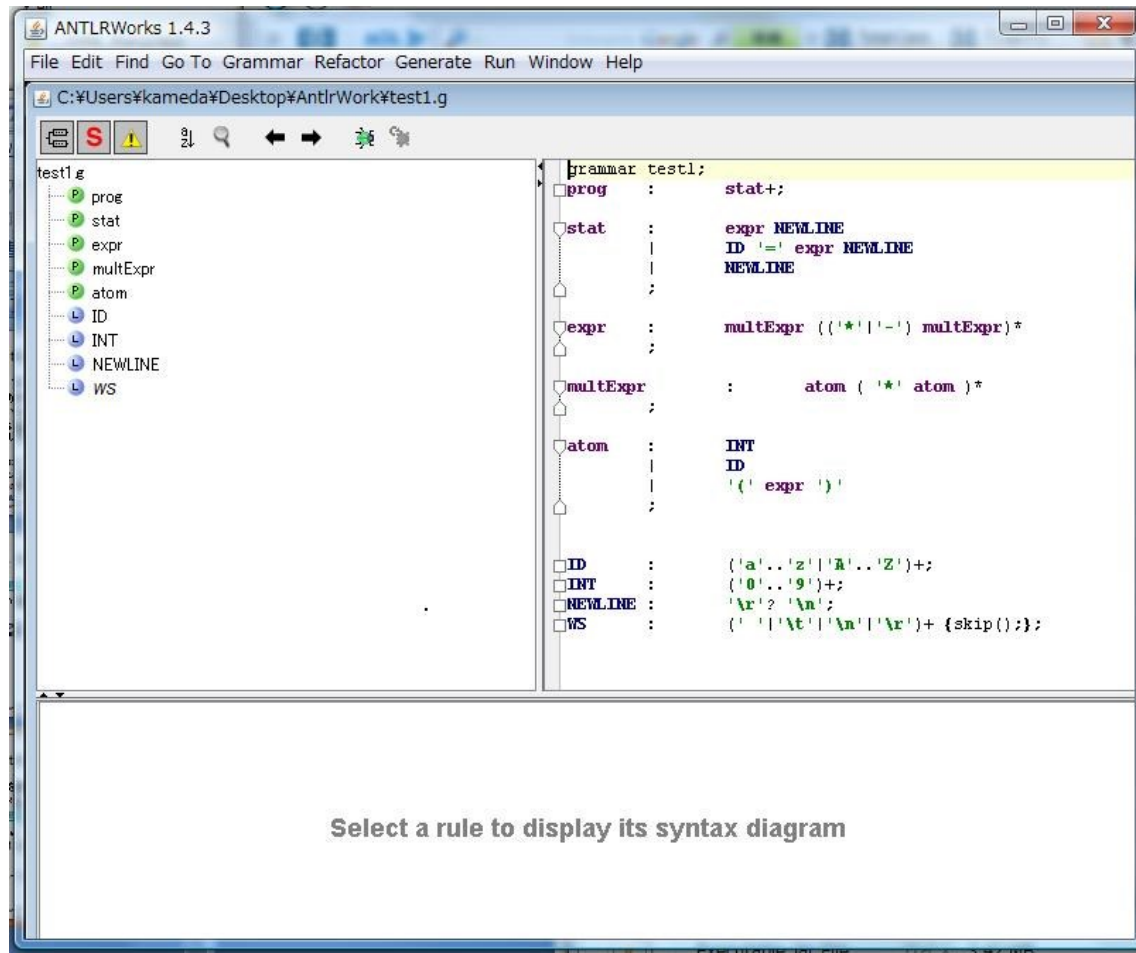 ANTLRWorks 1.4.3
File Edit Find Go To Grammar Refactor Generate Run Window Help
C:¥Users¥kameda¥Desktop¥AntlrWork¥test1.g
test1 g
prog
stat
expr
multExpr
atom
ID
INT
NEWLINE
WS
grammar test1;
prog : stat+;
stat : expr NEWLINE
| ID '=' expr NEWLINE
| NEWLINE
;
expr : multExpr (('*'|'-') multExpr)*
;
multExpr : atom ( '*' atom )*
;
atom : INT
| ID
| '(' expr ')'
;
ID : ('a'..'z'|'A'..'Z')+;
INT : ('0'..'9')+;
NEWLINE : '\r'? '\n';
WS : (' '|'\t'|'\n'|'\r')+ {skip();};
Select a rule to display its syntax diagram